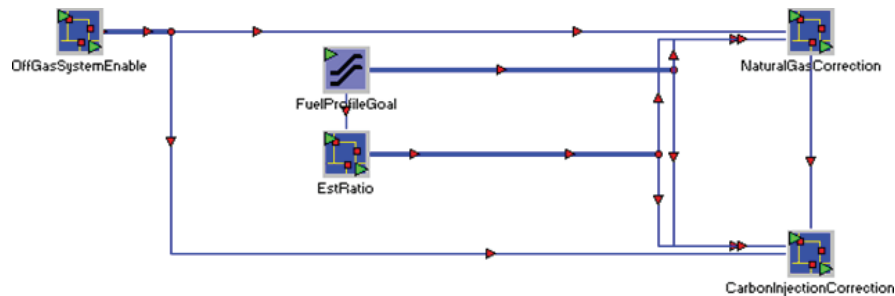 OffGasSystemEnable
NaturalGasCorrection
FuelProfileGoal
EstRatio
CarbonInjectionCorrection